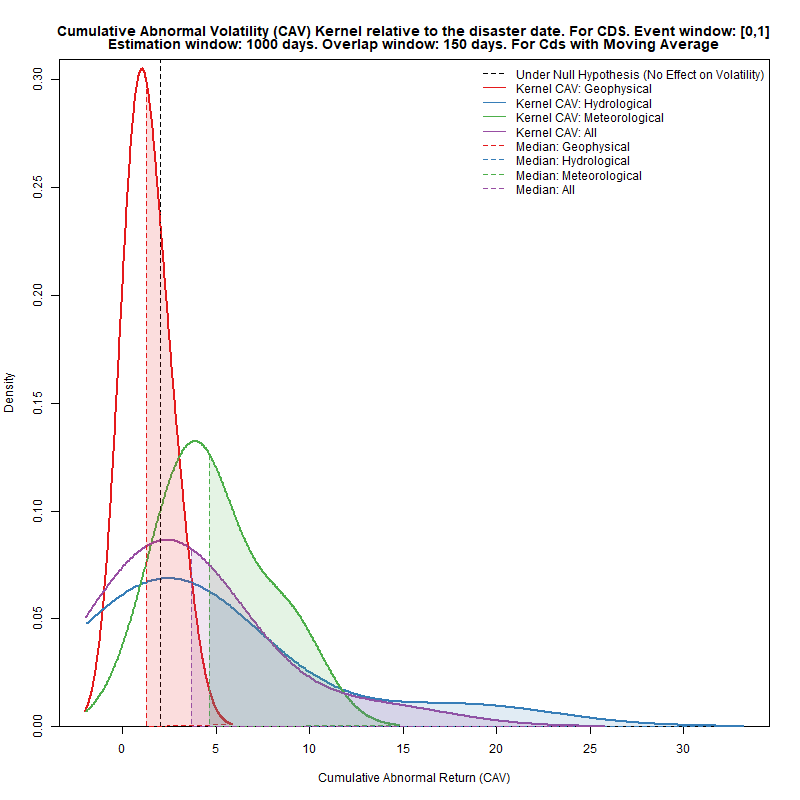 Cumulative Abnormal Volatility (CAV) Kernel relative to the disaster date. For CDS. Event window: [0,1]
Estimation window: 1000 days. Overlap window: 150 days. For Cds with Moving Average
Under Null Hypothesis (No Effect on Volatility)
Kernel CAV: Geophysical
Kernel CAV: Hydrological
Kernel CAV: Meteorological
Kernel CAV: All
Median: Geophysical
Median: Hydrological
Median: Meteorological
Median: All
Density
0.30
0.25
0.20
0.15
0.10
0.05
0.00
0 5 10 15 20 25 30
Cumulative Abnormal Return (CAV)